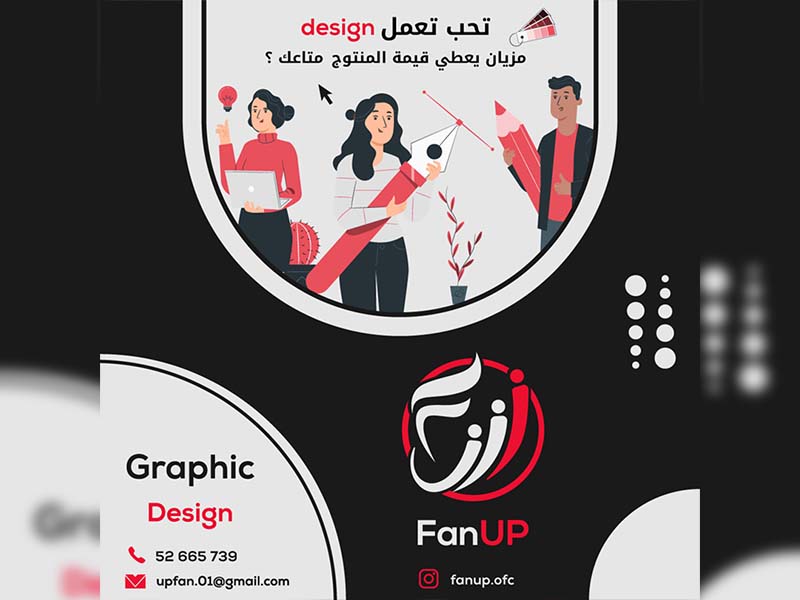 تحب تعمل design
مزيان يعطي قيمة المنتوج متاعك ؟
Graphic
Design
52 665 739
upfan.01@gmail.com
FanUP
fanup.ofc